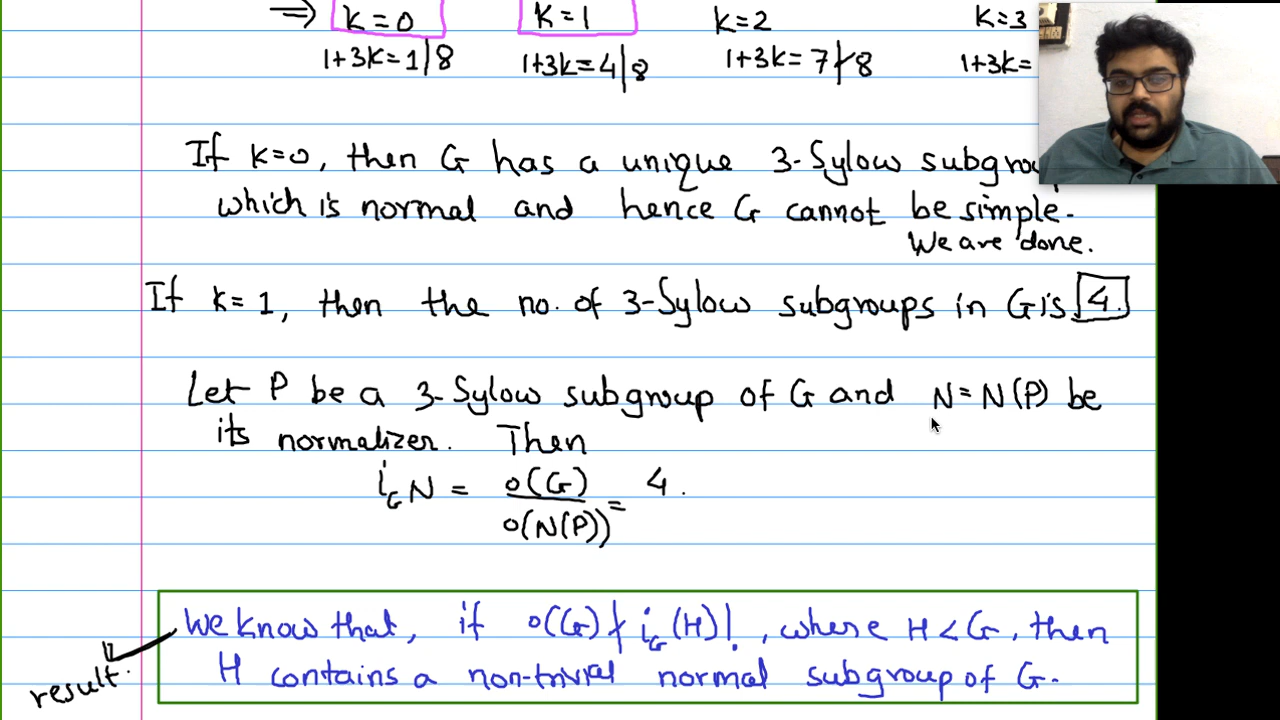 ⇒ K=0 K=1 K=2 K=3
1+3K=1|8 1+3K=4|8 1+3K=7∤8 1+3K=
If K=0, then G has a unique 3-Sylow
which is normal and hence G cannot be simple.
We are done.
If K=1, then the no. of 3-Sylow subgroups in G is 4.
Let P be a 3-Sylow subgroup of G and N=N(P) be
its normalizer. Then
i_G N = o(G)/o(N(P)) = 4.
We know that, if o(G)∤i_G(H)!, where H<G, then
result. H contains a non-trivial normal subgroup of G.